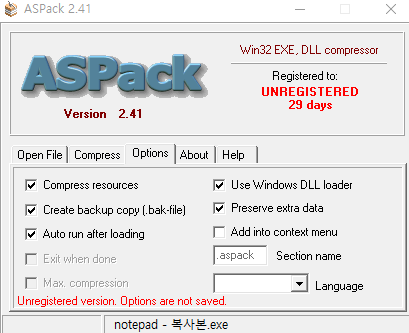 ASPack 2.41
ASPack
Version 2.41
Win32 EXE, DLL compressor
Registered to:
UNREGISTERED
29 days
Open File Compress Options About Help
Compress resources
Create backup copy (.bak-file)
Auto run after loading
Exit when done
Max. compression
Use Windows DLL loader
Preserve extra data
Add into context menu
.aspack Section name
Language
Unregistered version. Options are not saved.
notepad - 복사본.exe